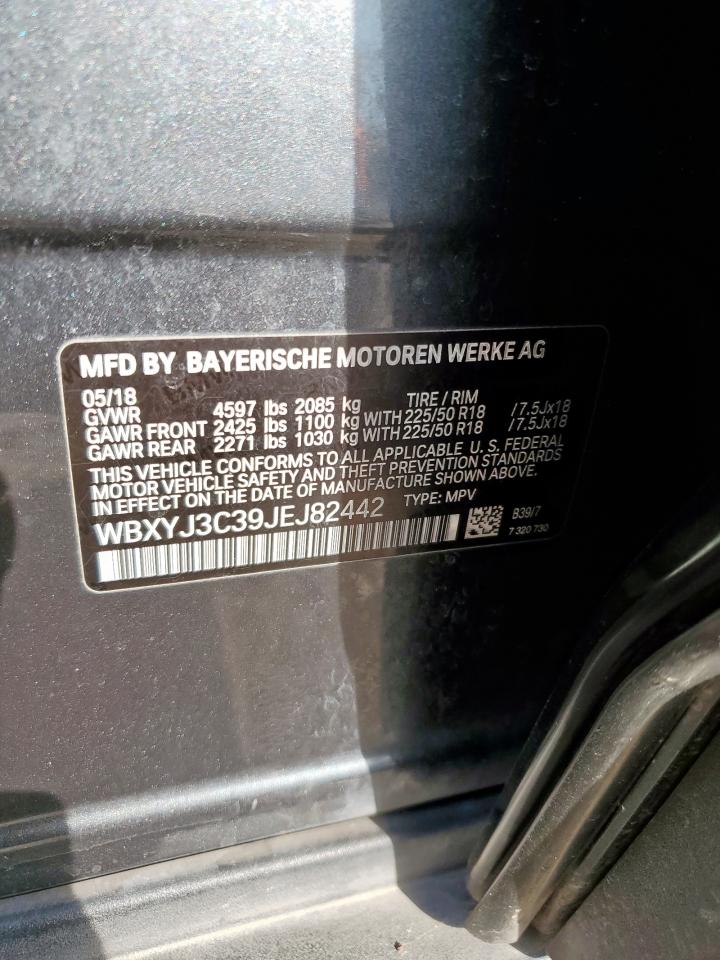 MFD BY BAYERISCHE MOTOREN WERKE AG
05/18 TIRE / RIM
GVWR 4597 lbs 2085 kg
GAWR FRONT 2425 lbs 1100 kg WITH 225/50 R18 /7.5Jx18
GAWR REAR 2271 lbs 1030 kg WITH 225/50 R18 /7.5Jx18
THIS VEHICLE CONFORMS TO ALL APPLICABLE U.S. FEDERAL
MOTOR VEHICLE SAFETY AND THEFT PREVENTION STANDARDS
IN EFFECT ON THE DATE OF MANUFACTURE SHOWN ABOVE.
WBXYJ3C39JEJ82442 TYPE: MPV
B39/7
7 320 730